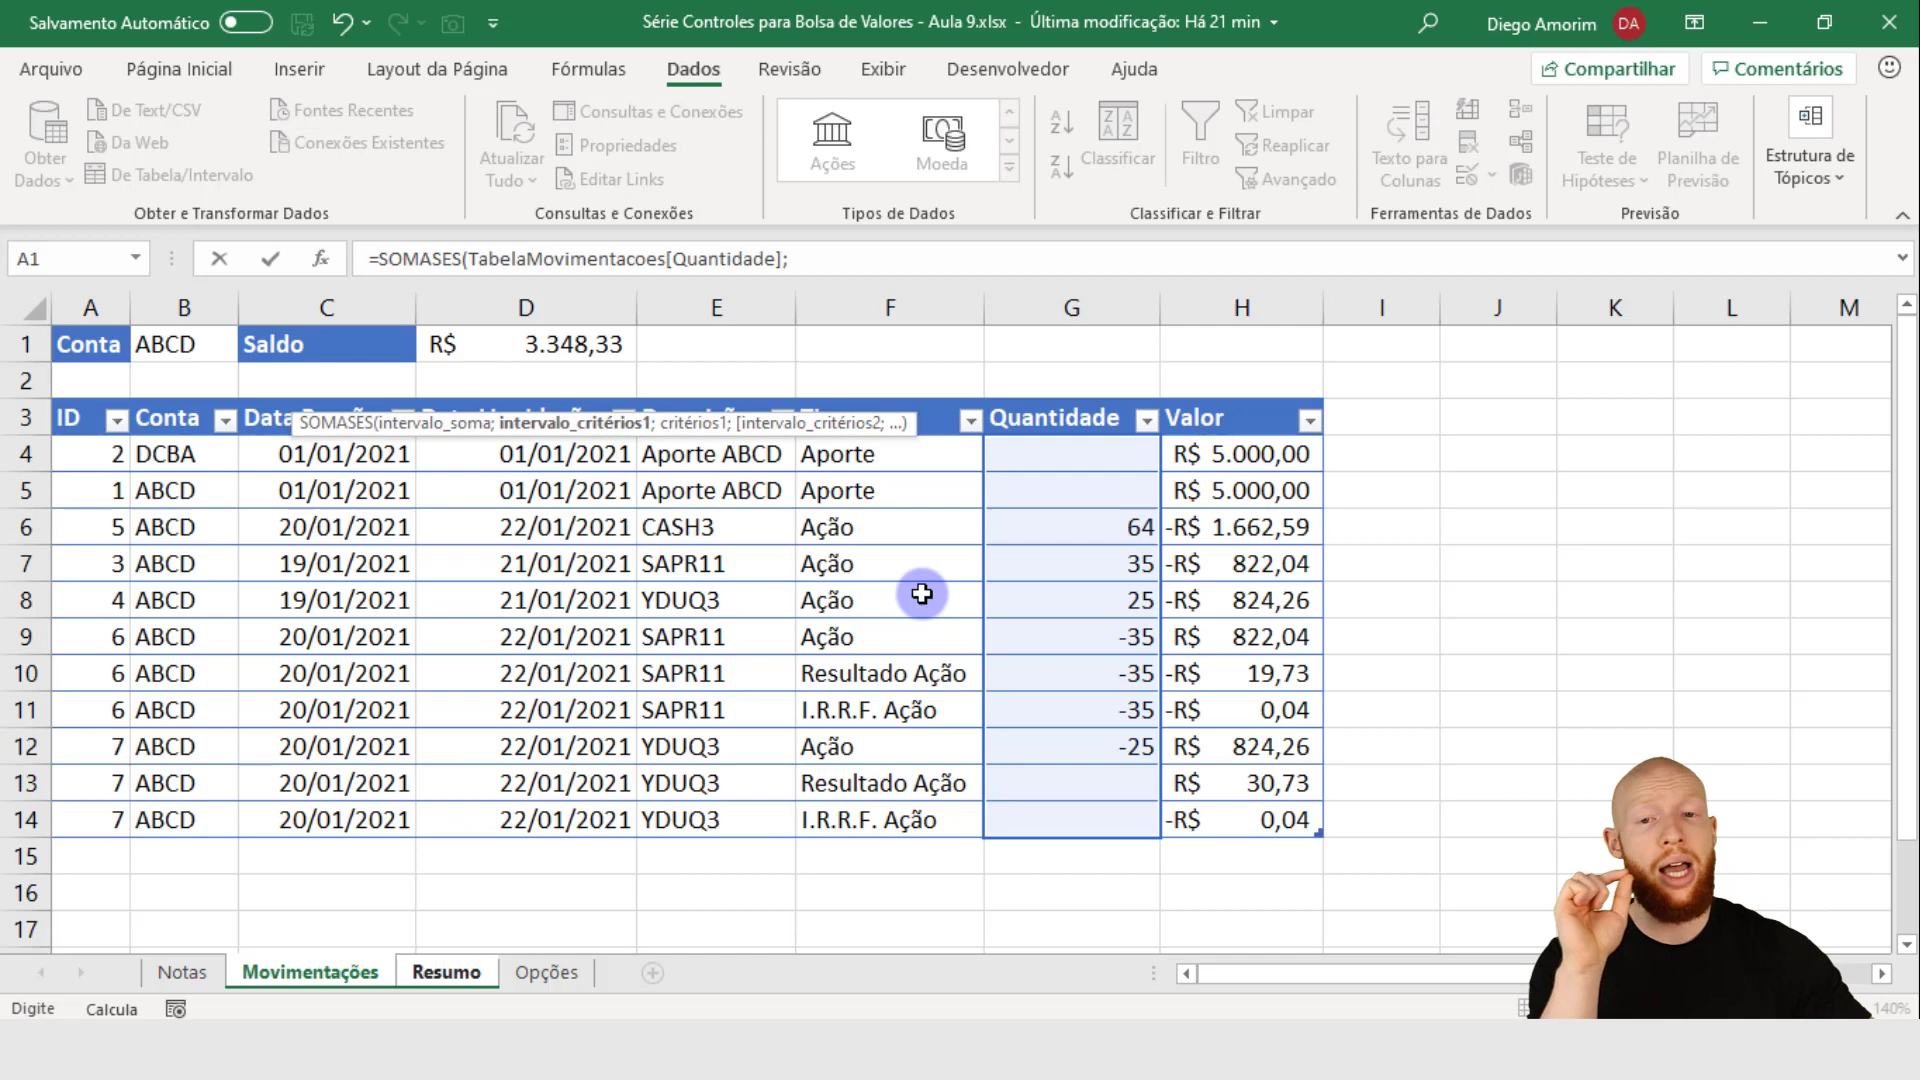 Salvamento Automático
Série Controles para Bolsa de Valores - Aula 9.xlsx - Última modificação: Há 21 min
Diego Amorim
DA
Arquivo Página Inicial Inserir Layout da Página Fórmulas Dados Revisão Exibir Desenvolvedor Ajuda
Compartilhar
Comentários
Obter Dados
De Text/CSV
Da Web
De Tabela/Intervalo
Fontes Recentes
Conexões Existentes
Obter e Transformar Dados
Atualizar Tudo
Consultas e Conexões
Propriedades
Editar Links
Consultas e Conexões
Ações
Moeda
Tipos de Dados
Classificar
Filtro
Limpar
Reaplicar
Avançado
Classificar e Filtrar
Texto para Colunas
Ferramentas de Dados
Teste de Hipóteses
Planilha de Previsão
Previsão
Estrutura de Tópicos
A1
fx
=SOMASES(TabelaMovimentacoes[Quantidade];
A B C D E F G H I J K L M
1 Conta ABCD Saldo R$ 3.348,33
2
3 ID Conta Data Quantidade Valor
SOMASES(intervalo_soma; intervalo_critérios1; critérios1; [intervalo_critérios2; ...)
4 2 DCBA 01/01/2021 01/01/2021 Aporte ABCD Aporte R$ 5.000,00
5 1 ABCD 01/01/2021 01/01/2021 Aporte ABCD Aporte R$ 5.000,00
6 5 ABCD 20/01/2021 22/01/2021 CASH3 Ação 64 -R$ 1.662,59
7 3 ABCD 19/01/2021 21/01/2021 SAPR11 Ação 35 -R$ 822,04
8 4 ABCD 19/01/2021 21/01/2021 YDUQ3 Ação 25 -R$ 824,26
9 6 ABCD 20/01/2021 22/01/2021 SAPR11 Ação -35 R$ 822,04
10 6 ABCD 20/01/2021 22/01/2021 SAPR11 Resultado Ação -35 -R$ 19,73
11 6 ABCD 20/01/2021 22/01/2021 SAPR11 I.R.R.F. Ação -35 -R$ 0,04
12 7 ABCD 20/01/2021 22/01/2021 YDUQ3 Ação -25 R$ 824,26
13 7 ABCD 20/01/2021 22/01/2021 YDUQ3 Resultado Ação R$ 30,73
14 7 ABCD 20/01/2021 22/01/2021 YDUQ3 I.R.R.F. Ação -R$ 0,04
15
16
17
Notas Movimentações Resumo Opções
Digite Calcula
140%